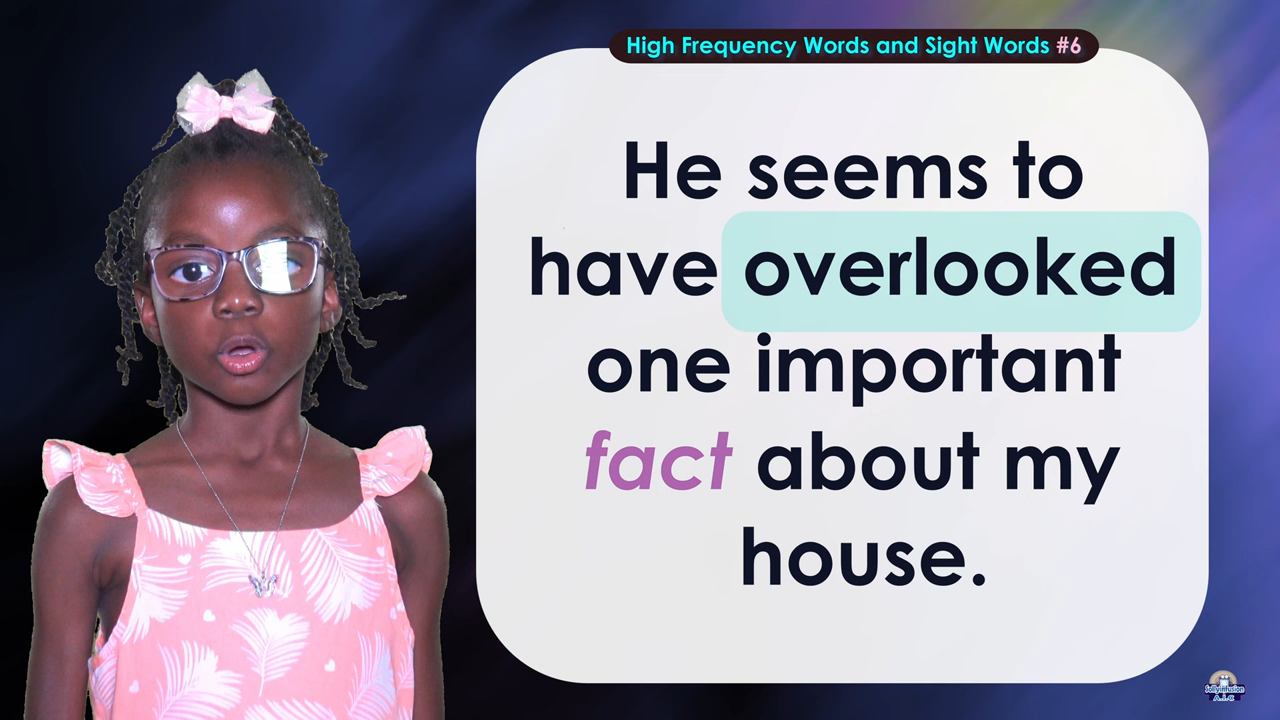 High Frequency Words and Sight Words #6
He seems to
have overlooked
one important
fact about my
house.